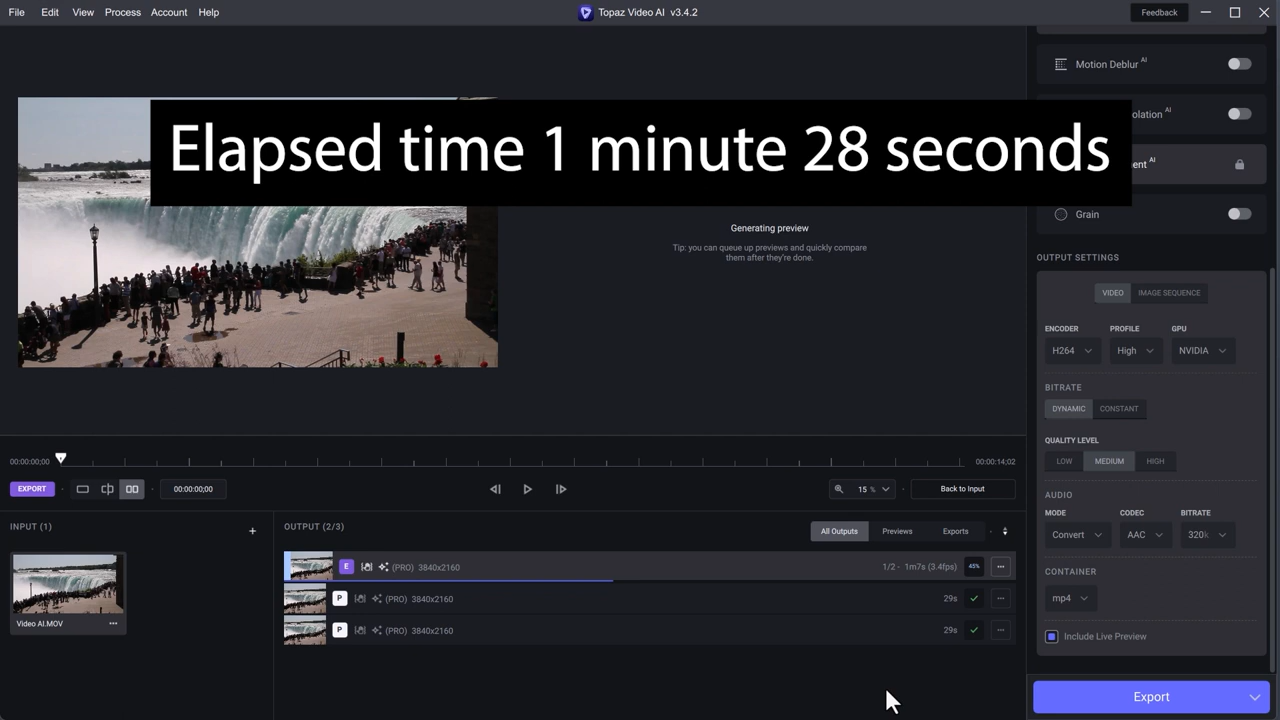 File Edit View Process Account Help
Topaz Video AI v3.4.2
Feedback
Motion Deblur AI
Elapsed time 1 minute 28 seconds
olation AI
ent AI
Generating preview
Tip: you can queue up previews and quickly compare
them after they're done.
Grain
OUTPUT SETTINGS
VIDEO IMAGE SEQUENCE
ENCODER PROFILE GPU
H264 High NVIDIA
BITRATE
DYNAMIC CONSTANT
QUALITY LEVEL
LOW MEDIUM HIGH
AUDIO
MODE CODEC BITRATE
Convert AAC 320k
CONTAINER
mp4
Include Live Preview
Export
00:00:00;00
00:00:14;02
EXPORT
00:00:00;00
15 %
Back to Input
INPUT (1)
+
Video AI.MOV
OUTPUT (2/3)
All Outputs Previews Exports
E (PRO) 3840x2160 1/2 - 1m7s (3.4fps) 45%
P (PRO) 3840x2160 29s
P (PRO) 3840x2160 29s